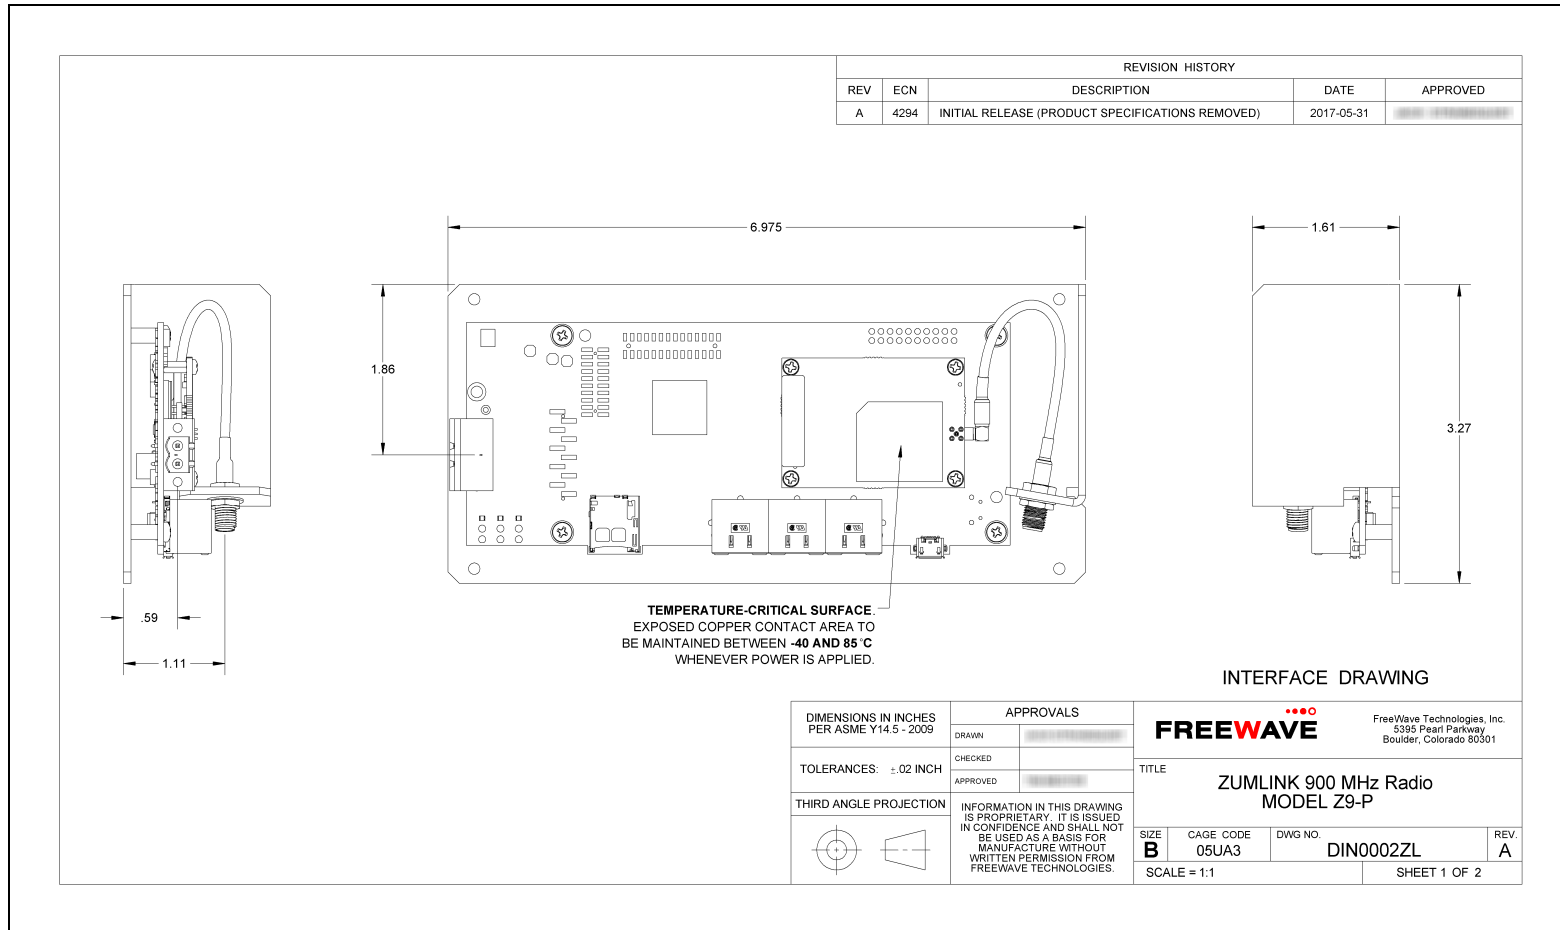 REVISION HISTORY
REV ECN DESCRIPTION DATE APPROVED
A 4294 INITIAL RELEASE (PRODUCT SPECIFICATIONS REMOVED) 2017-05-31
6.975
1.61
1.86
3.27
.59
1.11
TEMPERATURE-CRITICAL SURFACE.
EXPOSED COPPER CONTACT AREA TO
BE MAINTAINED BETWEEN -40 AND 85°C
WHENEVER POWER IS APPLIED.
INTERFACE DRAWING
DIMENSIONS IN INCHES
PER ASME Y14.5 - 2009
TOLERANCES: ±.02 INCH
THIRD ANGLE PROJECTION
APPROVALS
DRAWN
CHECKED
APPROVED
INFORMATION IN THIS DRAWING
IS PROPRIETARY. IT IS ISSUED
IN CONFIDENCE AND SHALL NOT
BE USED AS A BASIS FOR
MANUFACTURE WITHOUT
WRITTEN PERMISSION FROM
FREEWAVE TECHNOLOGIES.
FREEWAVE
FreeWave Technologies, Inc.
5395 Pearl Parkway
Boulder, Colorado 80301
TITLE
ZUMLINK 900 MHz Radio
MODEL Z9-P
SIZE CAGE CODE DWG NO. REV.
B 05UA3 DIN0002ZL A
SCALE = 1:1 SHEET 1 OF 2